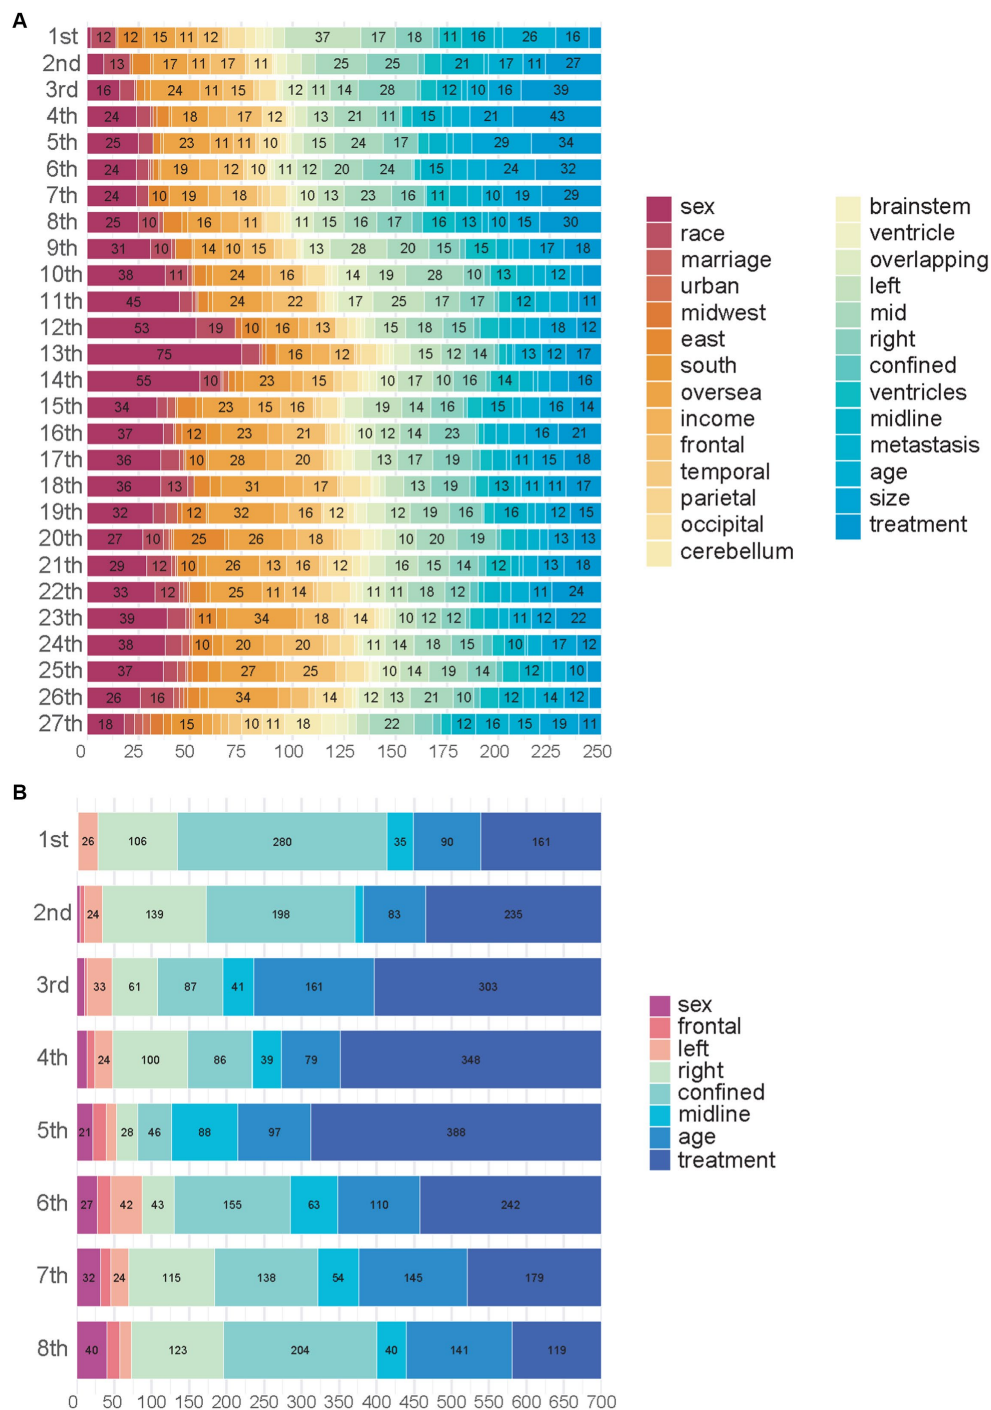 A
1st 12 12 15 11 12 37 17 18 11 16 26 16
2nd 13 17 11 17 11 25 25 21 17 11 27
3rd 16 24 11 15 12 11 14 28 12 10 16 39
4th 24 18 17 12 13 21 11 15 21 43
5th 25 23 11 11 10 15 24 17 29 34
6th 24 19 12 10 11 12 20 24 15 24 32
7th 24 10 19 18 10 13 23 16 11 10 19 29
8th 25 10 16 11 11 15 16 17 16 13 10 15 30
9th 31 10 14 10 15 13 28 20 15 15 17 18
10th 38 11 24 16 14 19 28 10 13 12
11th 45 24 22 17 25 17 17 12 11
12th 53 19 10 16 13 15 18 15 18 12
13th 75 16 12 15 12 14 13 12 17
14th 55 10 23 15 10 17 10 16 14 16
15th 34 23 15 16 19 14 16 15 16 14
16th 37 12 23 21 10 12 14 23 16 21
17th 36 10 28 20 13 17 19 11 15 18
18th 36 13 31 17 13 19 13 11 11 17
19th 32 12 32 16 12 12 19 16 16 12 15
20th 27 10 25 26 18 10 20 19 13 13
21th 29 12 10 26 13 16 12 16 15 14 12 13 18
22th 33 12 25 11 14 11 11 18 12 11 24
23th 39 11 34 18 14 10 12 12 11 12 22
24th 38 10 20 20 11 14 18 15 10 17 12
25th 37 27 25 10 14 19 14 12 10
26th 26 16 34 14 12 13 21 10 12 14 12
27th 18 15 10 11 18 22 12 16 15 19 11
0 25 50 75 100 125 150 175 200 225 250
sex
race
marriage
urban
midwest
east
south
oversea
income
frontal
temporal
parietal
occipital
cerebellum
brainstem
ventricle
overlapping
left
mid
right
confined
ventricles
midline
metastasis
age
size
treatment
B
1st 26 106 280 35 90 161
2nd 24 139 198 83 235
3rd 33 61 87 41 161 303
4th 24 100 86 39 79 348
5th 21 28 46 88 97 388
6th 27 42 43 155 63 110 242
7th 32 24 115 138 54 145 179
8th 40 123 204 40 141 119
0 50 100 150 200 250 300 350 400 450 500 550 600 650 700
sex
frontal
left
right
confined
midline
age
treatment